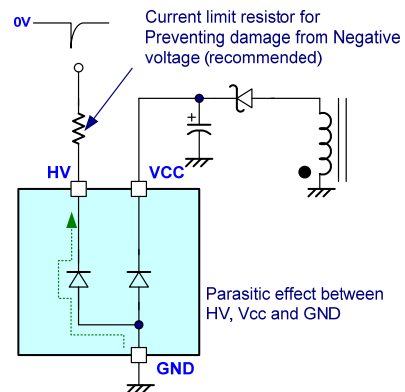 0V
Current limit resistor for
Preventing damage from Negative
voltage (recommended)
+
HV
VCC
Parasitic effect between
HV, Vcc and GND
GND